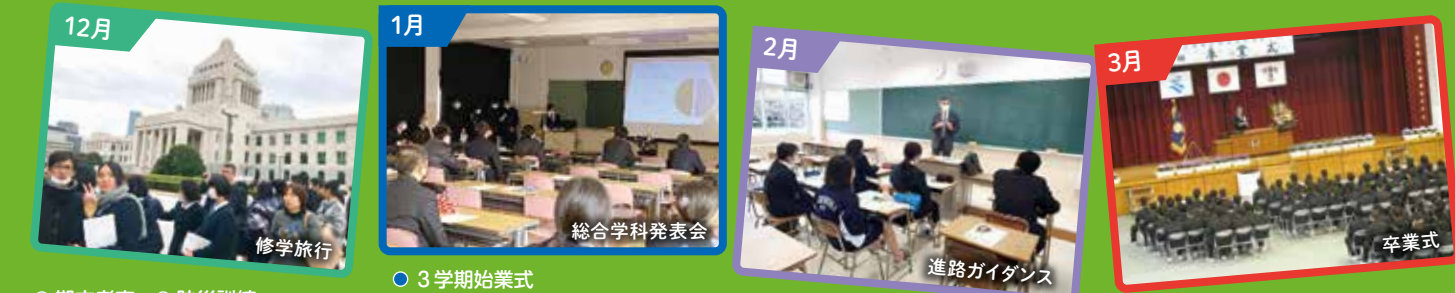 12月
修学旅行
1月
総合学科発表会
● 3学期始業式
2月
進路ガイダンス
3月
卒業式